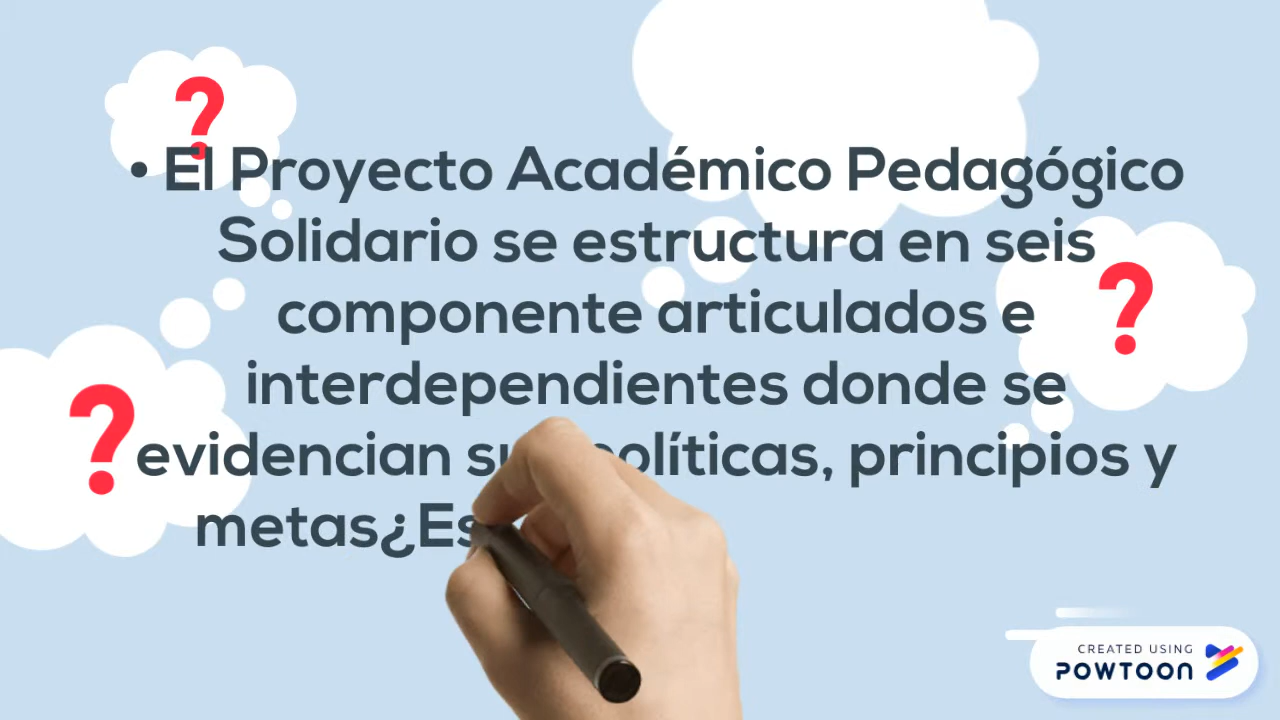 ?
• El Proyecto Académico Pedagógico
Solidario se estructura en seis
componente articulados e
?
interdependientes donde se
?
evidencian políticas, principios y
metas¿Es
CREATED USING
POWTOON